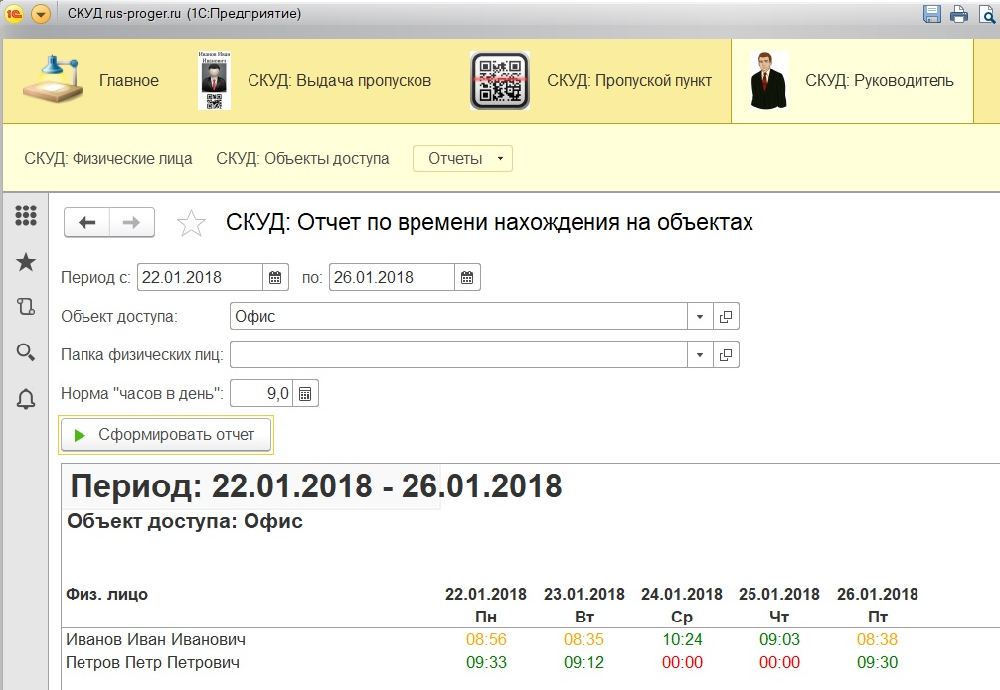 СКУД rus-proger.ru (1С:Предприятие)
Главное
Иванов Иван
Иванович
СКУД: Выдача пропусков
СКУД: Пропуской пункт
СКУД: Руководитель
СКУД: Физические лица СКУД: Объекты доступа Отчеты
СКУД: Отчет по времени нахождения на объектах
Период с: 22.01.2018 по: 26.01.2018
Объект доступа: Офис
Папка физических лиц:
Норма "часов в день": 9,0
Сформировать отчет
Период: 22.01.2018 - 26.01.2018
Объект доступа: Офис
Физ. лицо 22.01.2018 23.01.2018 24.01.2018 25.01.2018 26.01.2018
Пн Вт Ср Чт Пт
Иванов Иван Иванович 08:56 08:35 10:24 09:03 08:38
Петров Петр Петрович 09:33 09:12 00:00 00:00 09:30